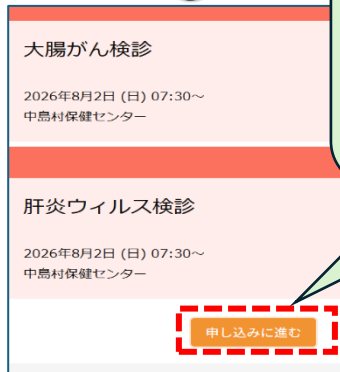 大腸がん検診
2026年8月2日 (日) 07:30～
中島村保健センター
肝炎ウィルス検診
2026年8月2日 (日) 07:30～
中島村保健センター
申し込みに進む